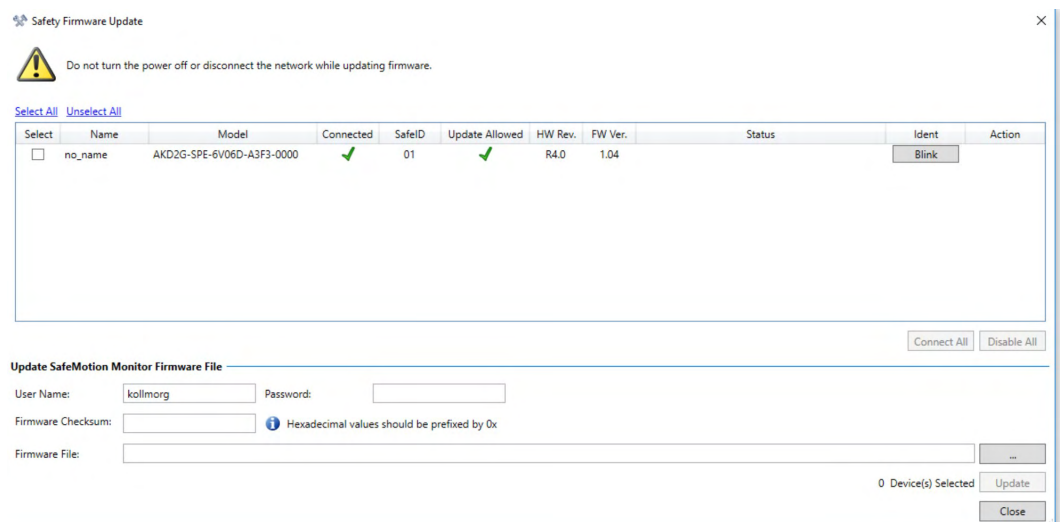 Safety Firmware Update
Do not turn the power off or disconnect the network while updating firmware.
Select All Unselect All
Select Name Model Connected SafeID Update Allowed HW Rev. FW Ver. Status Ident Action
no_name AKD2G-SPE-6V06D-A3F3-0000 01 R4.0 1.04 Blink
Connect All Disable All
Update SafeMotion Monitor Firmware File
User Name: kollmorg Password:
Firmware Checksum: Hexadecimal values should be prefixed by 0x
Firmware File: ...
0 Device(s) Selected Update
Close